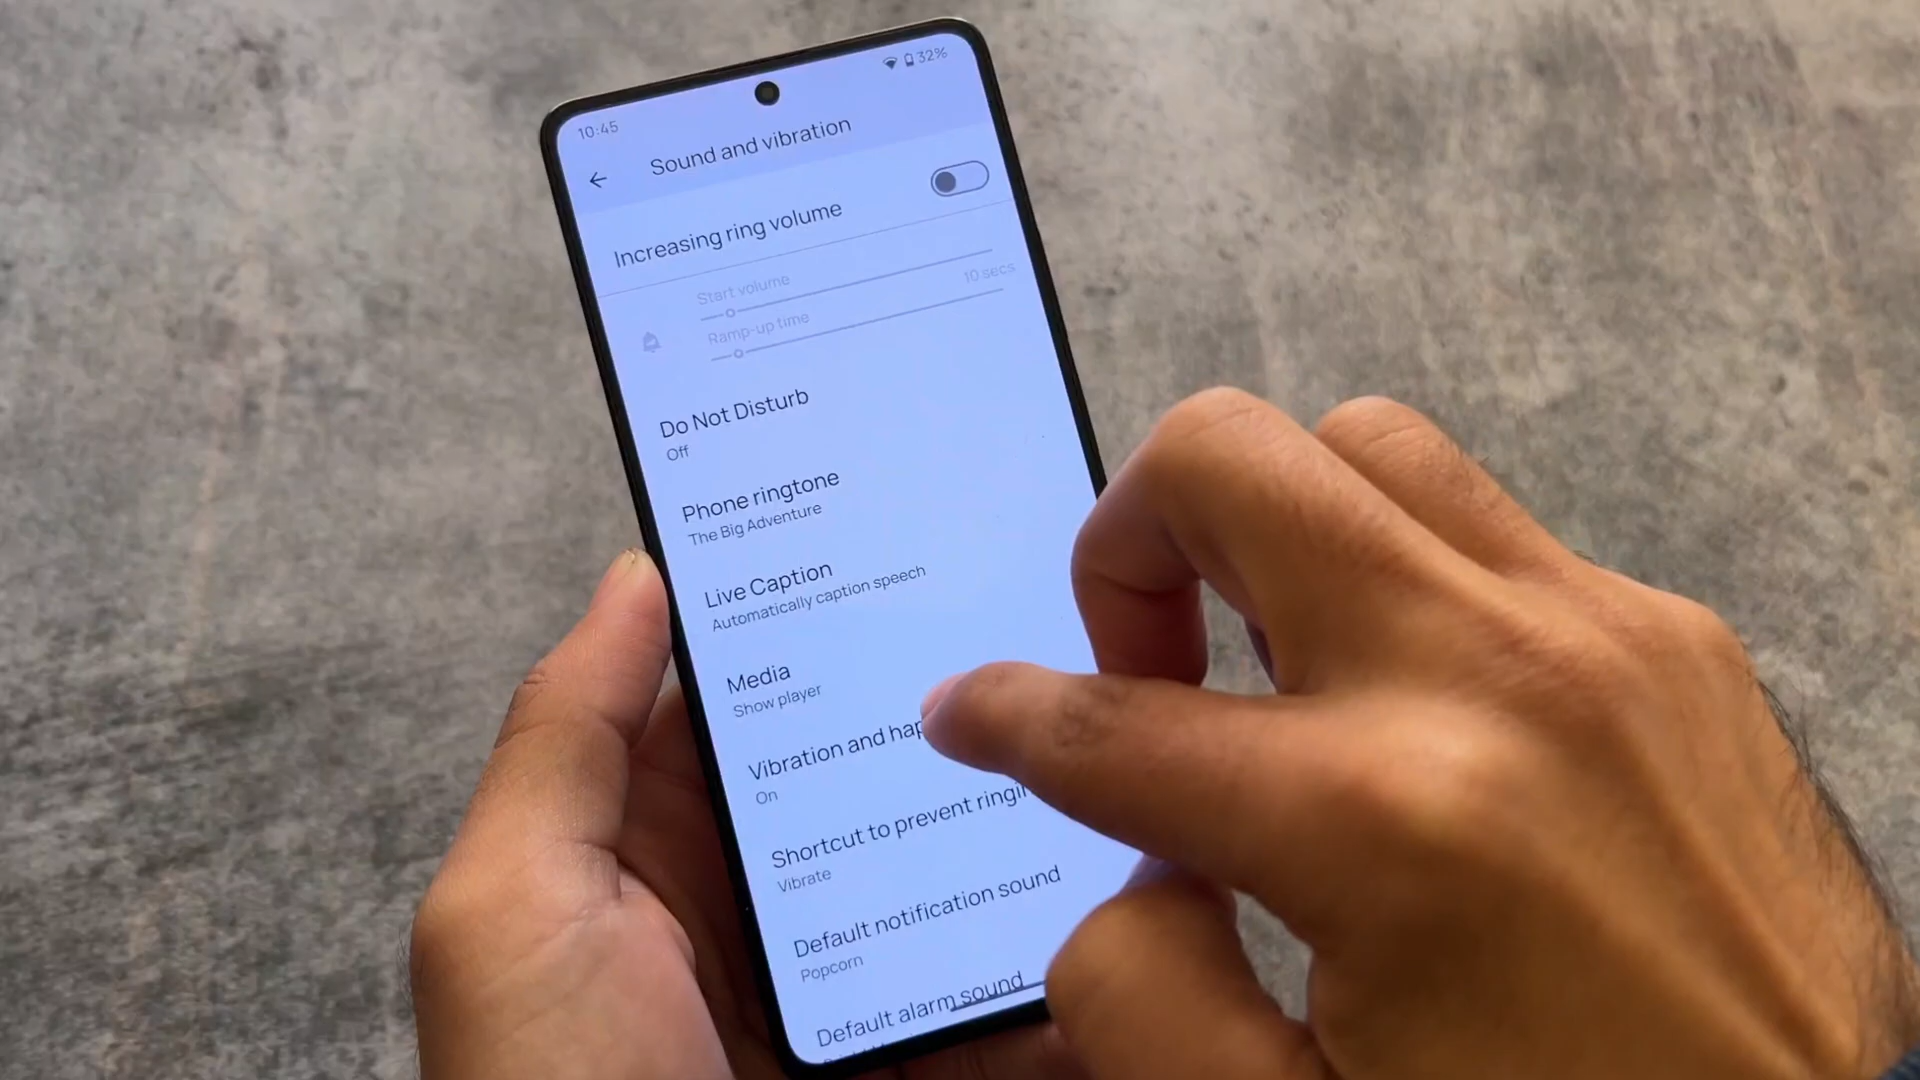 10:45
32%
Sound and vibration
Increasing ring volume
Start volume
10 secs
Ramp-up time
Do Not Disturb
Off
Phone ringtone
The Big Adventure
Live Caption
Automatically caption speech
Media
Show player
Vibration and hap
On
Shortcut to prevent ringi
Vibrate
Default notification sound
Popcorn
Default alarm sound